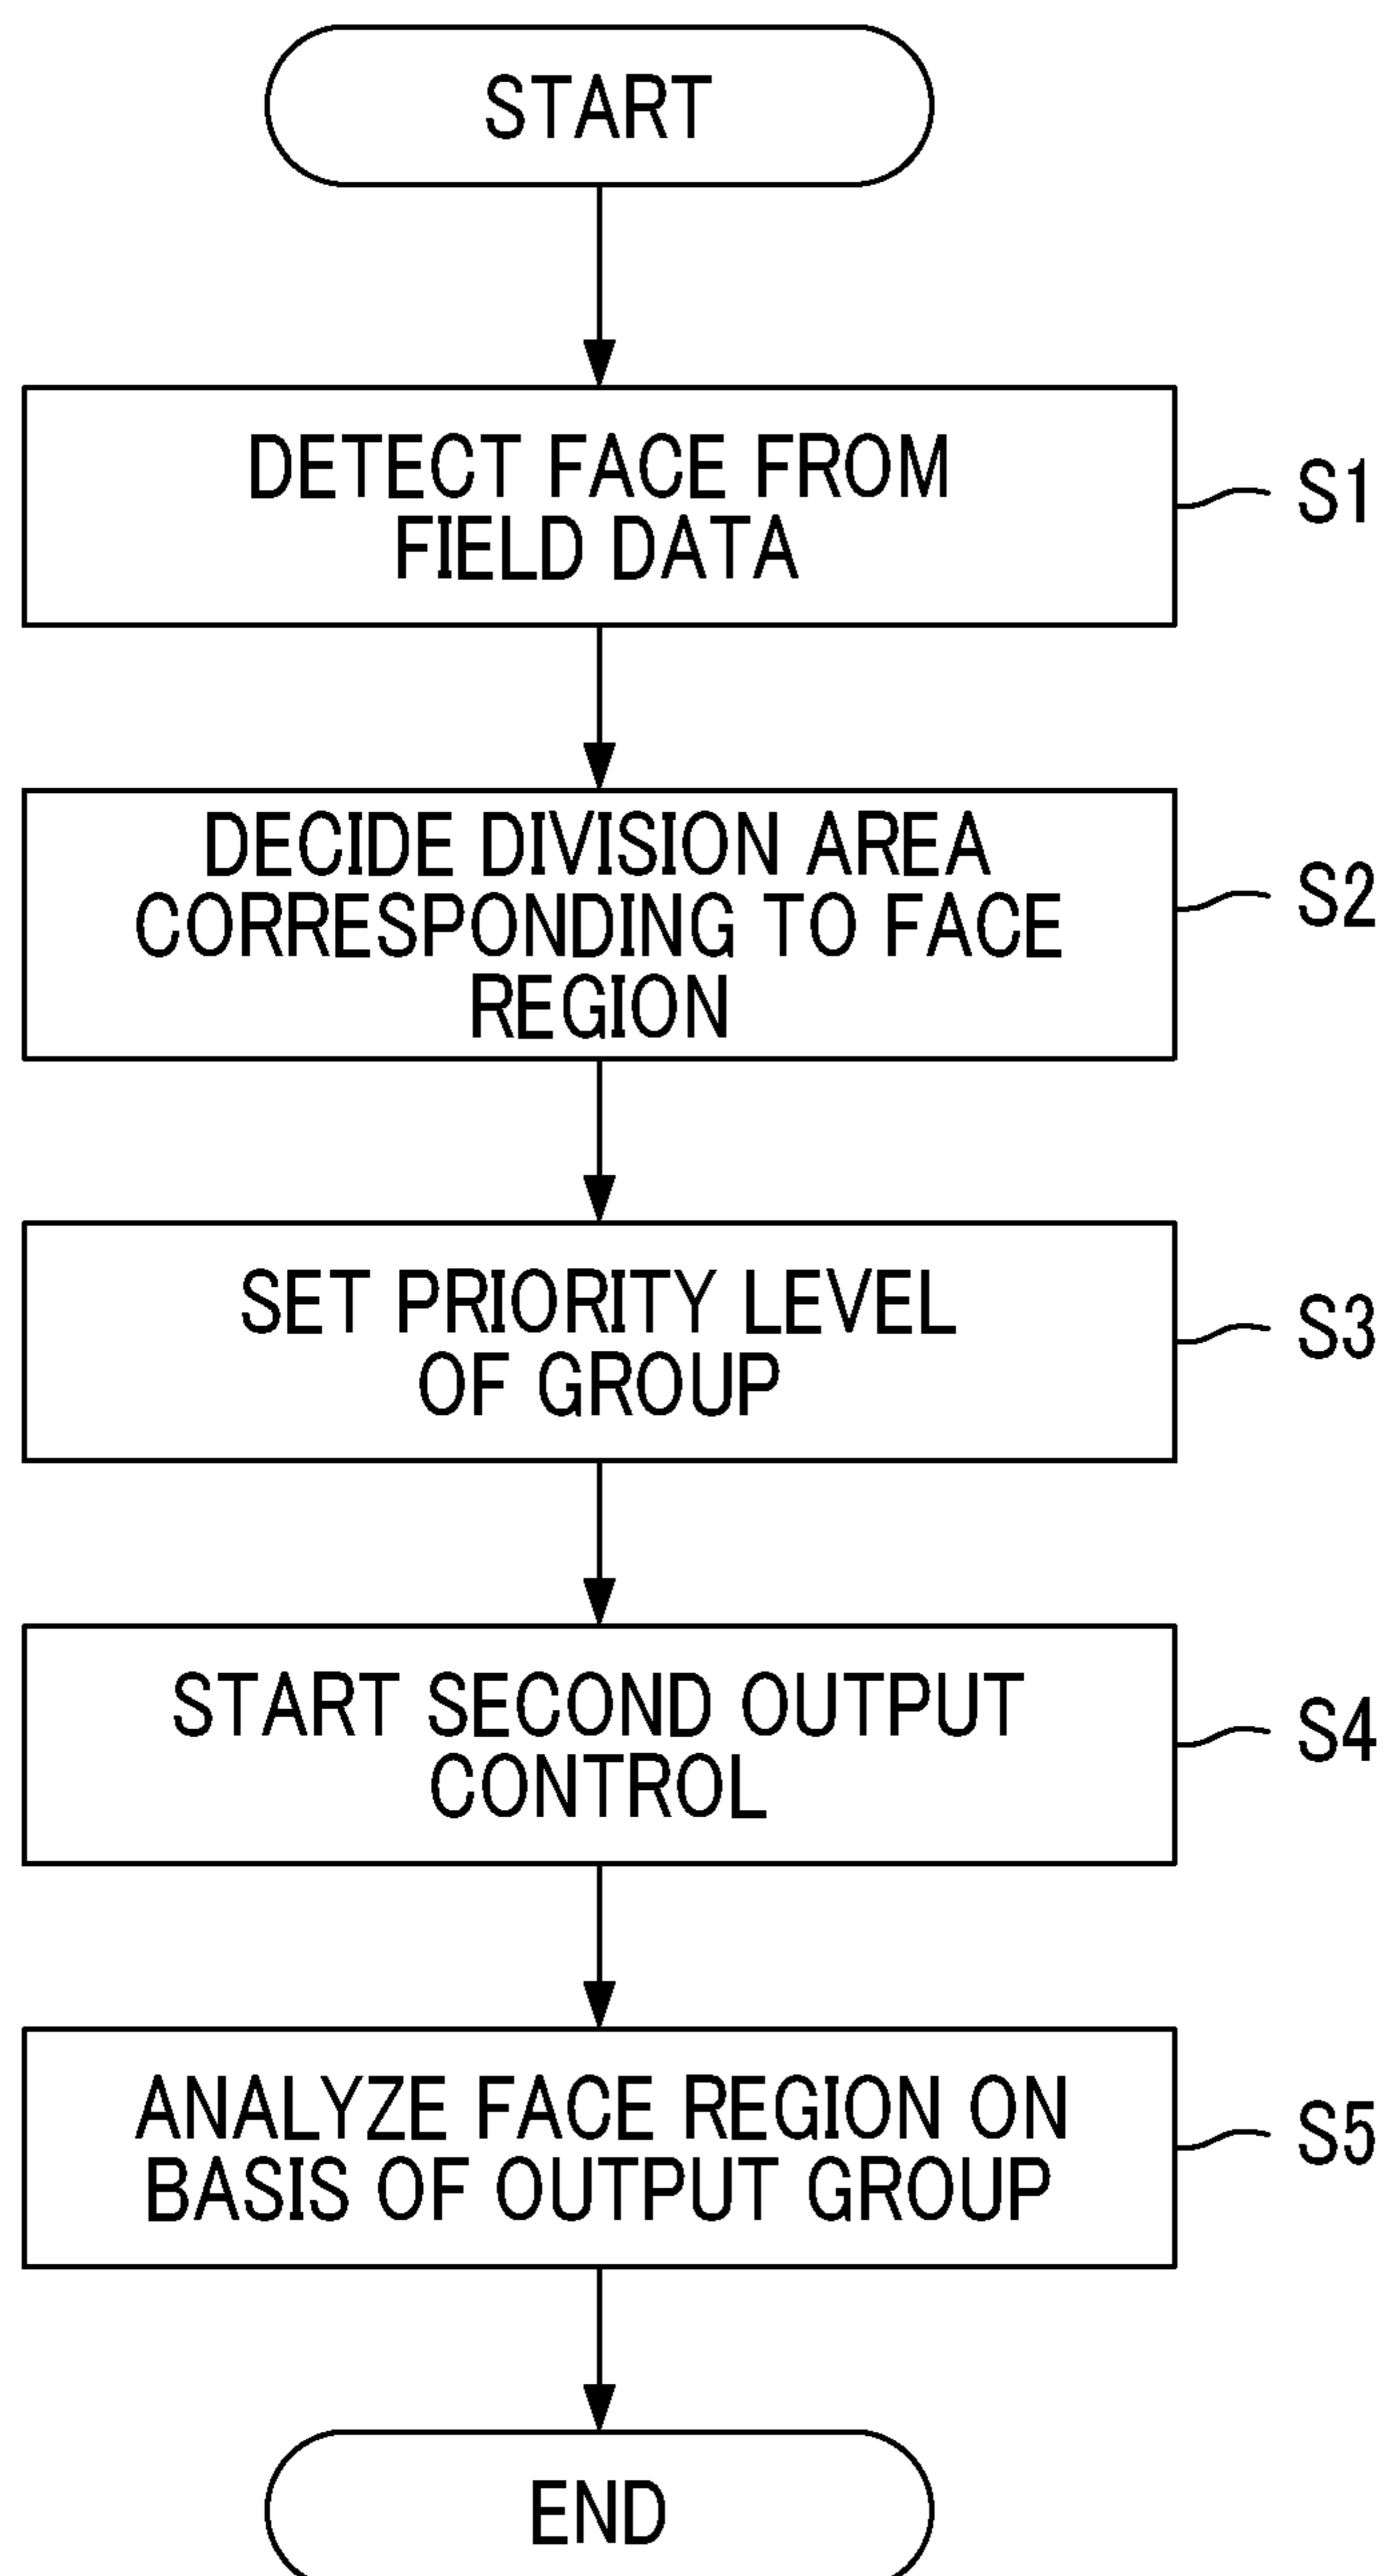 START
DETECT FACE FROM
FIELD DATA
S1
DECIDE DIVISION AREA
CORRESPONDING TO FACE
REGION
S2
SET PRIORITY LEVEL
OF GROUP
S3
START SECOND OUTPUT
CONTROL
S4
ANALYZE FACE REGION ON
BASIS OF OUTPUT GROUP
S5
END